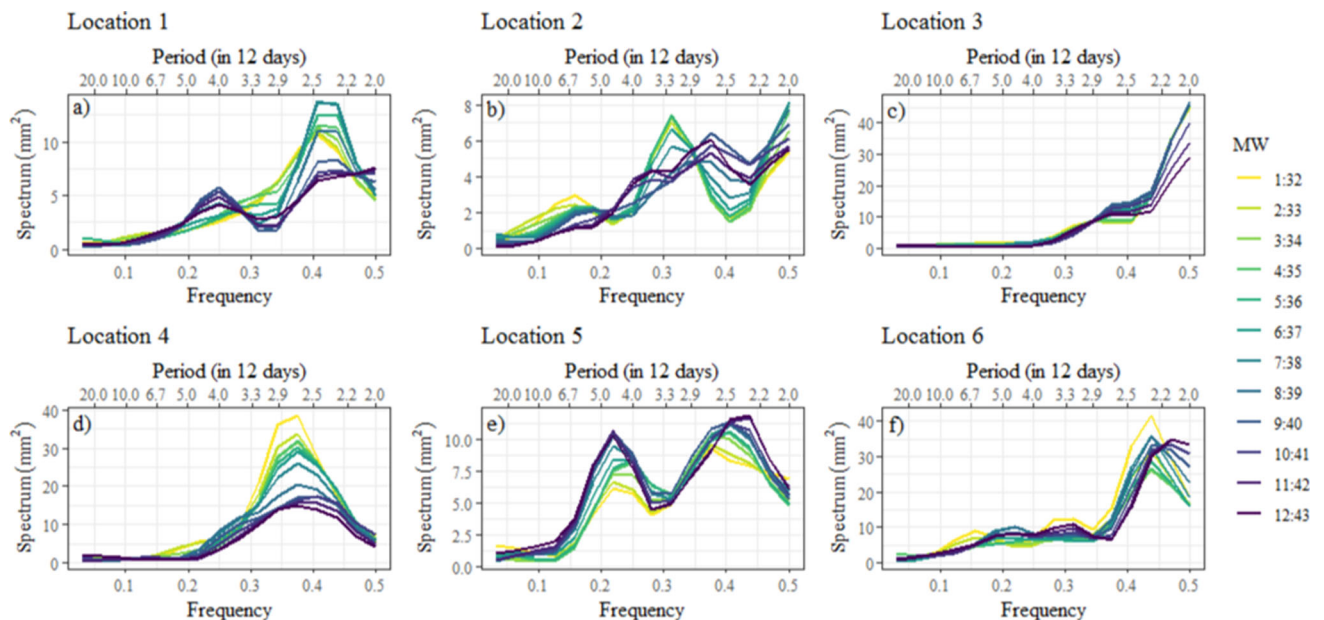 Location 1
Location 2
Location 3
Period (in 12 days)
Period (in 12 days)
Period (in 12 days)
20.0 10.0 6.7 5.0 4.0 3.3 2.9 2.5 2.2 2.0
20.0 10.0 6.7 5.0 4.0 3.3 2.9 2.5 2.2 2.0
20.0 10.0 6.7 5.0 4.0 3.3 2.9 2.5 2.2 2.0
a)
b)
c)
Spectrum (mm²)
10
5
0
Spectrum (mm²)
8
6
4
2
0
Spectrum (mm²)
40
30
20
10
0
0.1 0.2 0.3 0.4 0.5
0.1 0.2 0.3 0.4 0.5
0.1 0.2 0.3 0.4 0.5
Frequency
Frequency
Frequency
Location 4
Location 5
Location 6
Period (in 12 days)
Period (in 12 days)
Period (in 12 days)
20.0 10.0 6.7 5.0 4.0 3.3 2.9 2.5 2.2 2.0
20.0 10.0 6.7 5.0 4.0 3.3 2.9 2.5 2.2 2.0
20.0 10.0 6.7 5.0 4.0 3.3 2.9 2.5 2.2 2.0
d)
e)
f)
Spectrum (mm²)
40
30
20
10
0
Spectrum (mm²)
10.0
7.5
5.0
2.5
0.0
Spectrum (mm²)
40
30
20
10
0
0.1 0.2 0.3 0.4 0.5
0.1 0.2 0.3 0.4 0.5
0.1 0.2 0.3 0.4 0.5
Frequency
Frequency
Frequency
MW
1:32
2:33
3:34
4:35
5:36
6:37
7:38
8:39
9:40
10:41
11:42
12:43